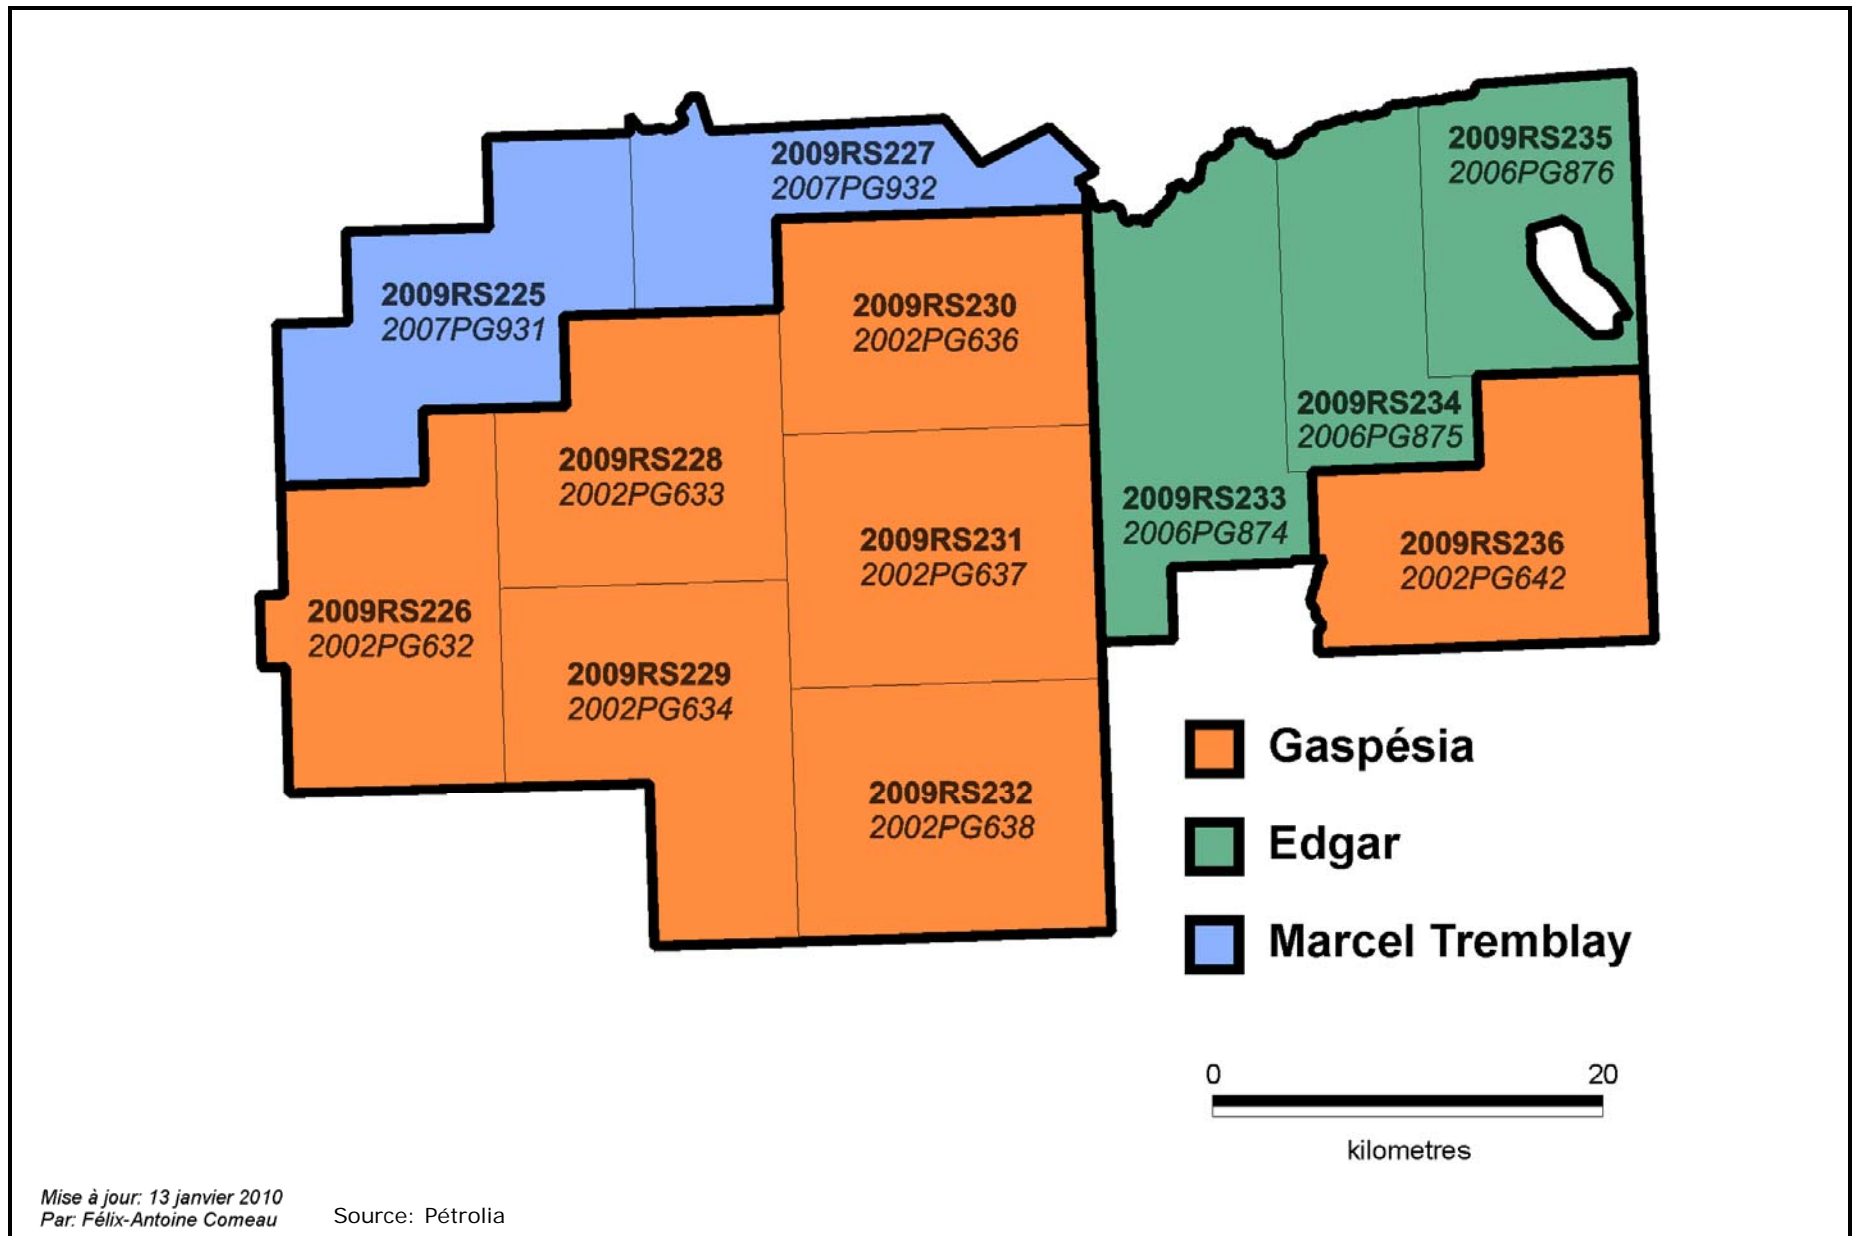 2009RS235
2006PG876
2009RS227
2007PG932
2009RS225
2007PG931
2009RS230
2002PG636
2009RS234
2006PG875
2009RS228
2002PG633
2009RS233
2006PG874
2009RS231
2002PG637
2009RS236
2002PG642
2009RS226
2002PG632
2009RS229
2002PG634
2009RS232
2002PG638
Gaspésia
Edgar
Marcel Tremblay
0 20
kilometres
Mise à jour: 13 janvier 2010
Par: Félix-Antoine Comeau
Source: Pétrolia